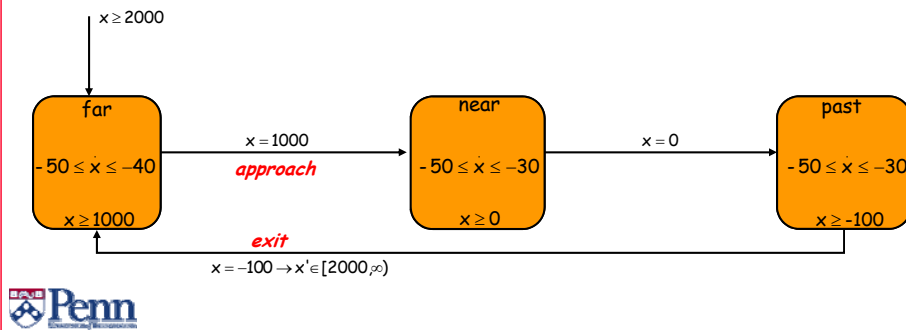 x ≥ 2000
far
near
past
-50 ≤ ẋ ≤ -40
x = 1000
approach
-50 ≤ ẋ ≤ -30
x = 0
-50 ≤ ẋ ≤ -30
x ≥ 1000
x ≥ 0
x ≥ -100
exit
x = -100 → x' ∈ [2000,∞)
Penn